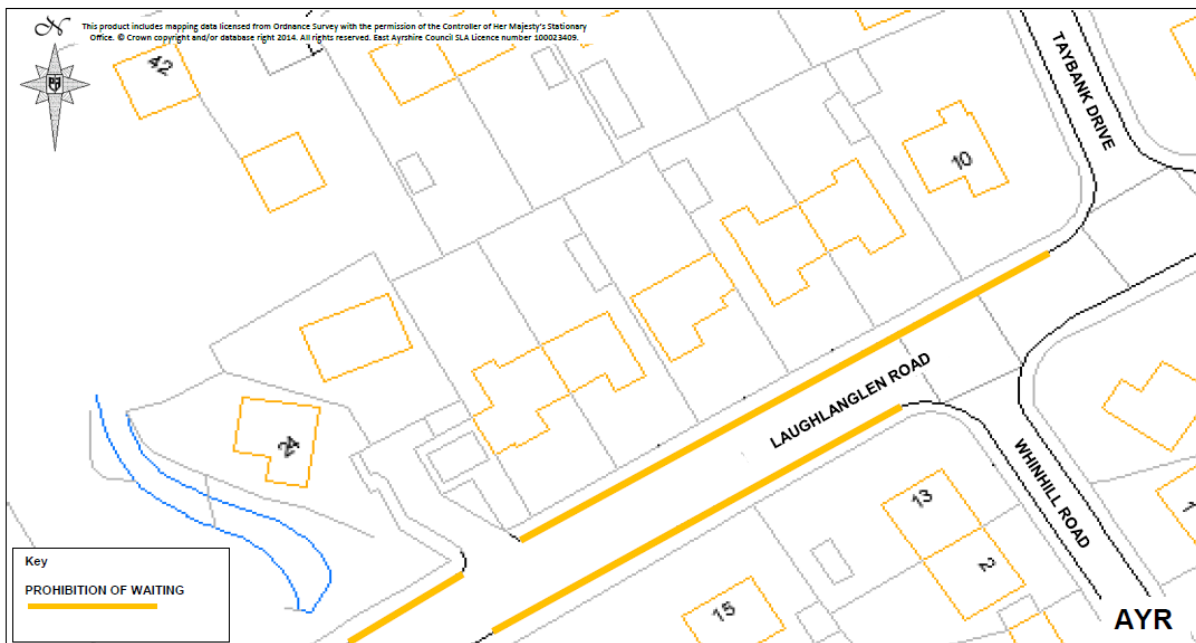 N This product includes mapping data licensed from Ordnance Survey with the permission of the Controller of Her Majesty's Stationary
Office. © Crown copyright and/or database right 2014. All rights reserved. East Ayrshire Council SLA Licence number 100023409.
42
TAYBANK DRIVE
10
LAUGHLANGLEN ROAD
24
WHINHILL ROAD
13
1
2
15
Key
PROHIBITION OF WAITING
AYR